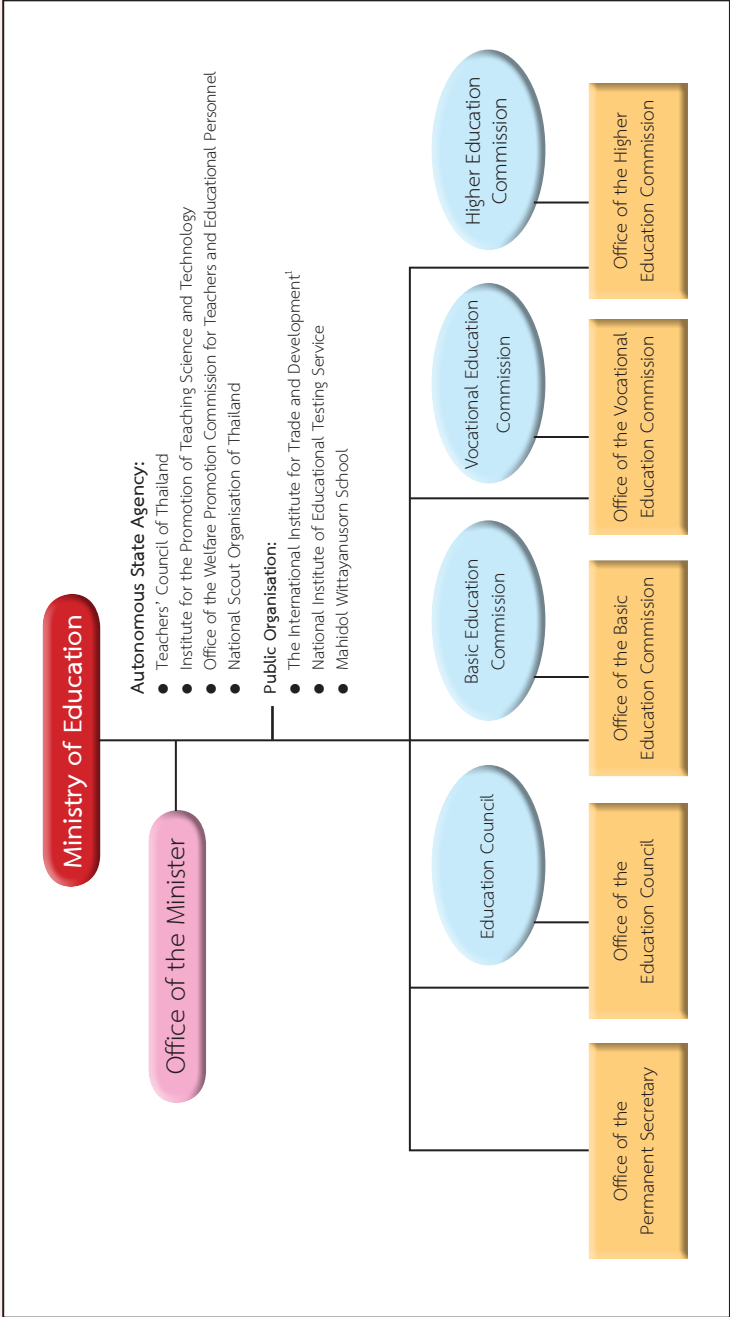 Ministry of Education
Office of the Minister
Autonomous State Agency:
● Teachers' Council of Thailand
● Institute for the Promotion of Teaching Science and Technology
● Office of the Welfare Promotion Commission for Teachers and Educational Personnel
● National Scout Organisation of Thailand
Public Organisation:
● The International Institute for Trade and Development¹
● National Institute of Educational Testing Service
● Mahidol Wittayanusorn School
Education Council
Basic Education
Commission
Vocational Education
Commission
Higher Education
Commission
Office of the
Permanent Secretary
Office of the
Education Council
Office of the Basic
Education Commission
Office of the Vocational
Education Commission
Office of the Higher
Education Commission